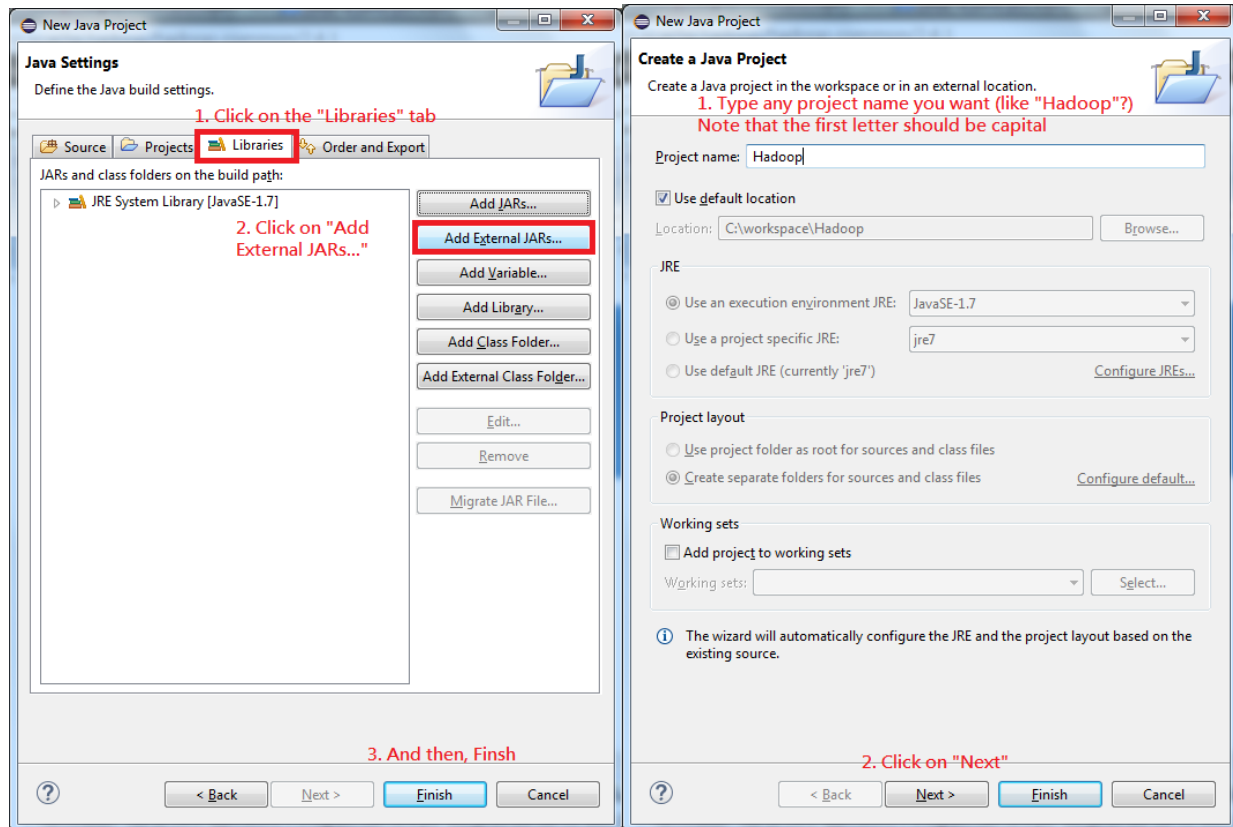 New Java Project
Java Settings
Define the Java build settings.
1. Click on the "Libraries" tab
Source
Projects
Libraries
Order and Export
JARs and class folders on the build path:
JRE System Library [JavaSE-1.7]
2. Click on "Add
External JARs..."
Add JARs...
Add External JARs...
Add Variable...
Add Library...
Add Class Folder...
Add External Class Folder...
Edit...
Remove
Migrate JAR File...
3. And then, Finsh
?
< Back
Next >
Finish
Cancel
New Java Project
Create a Java Project
Create a Java project in the workspace or in an external location.
1. Type any project name you want (like "Hadoop"?)
Note that the first letter should be capital
Project name: Hadoop
Use default location
Location: C:\workspace\Hadoop
Browse...
JRE
Use an execution environment JRE: JavaSE-1.7
Use a project specific JRE: jre7
Use default JRE (currently 'jre7')
Configure JREs...
Project layout
Use project folder as root for sources and class files
Create separate folders for sources and class files
Configure default...
Working sets
Add project to working sets
Working sets:
Select...
The wizard will automatically configure the JRE and the project layout based on the
existing source.
2. Click on "Next"
?
< Back
Next >
Finish
Cancel